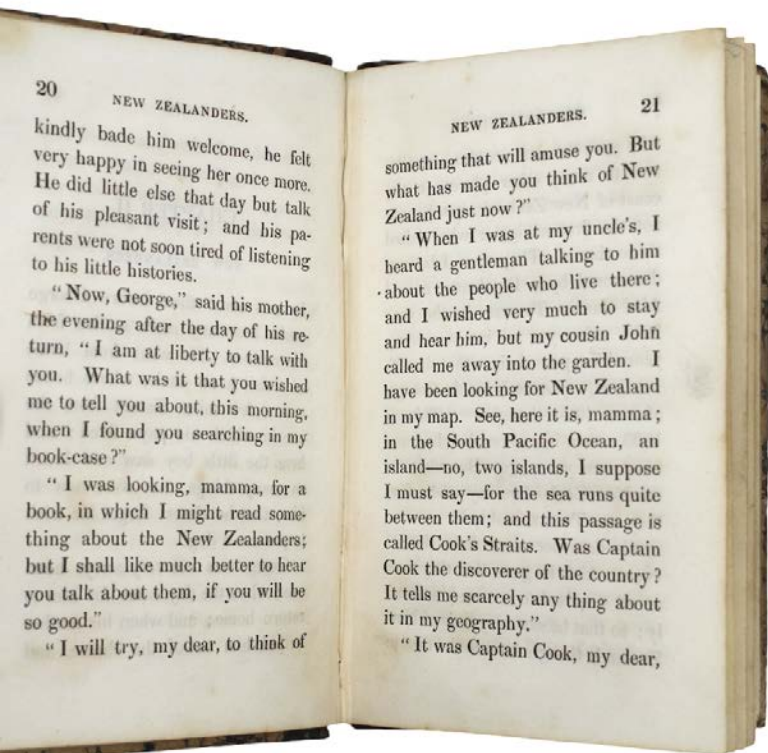 20
NEW ZEALANDERS.
kindly bade him welcome, he felt
very happy in seeing her once more.
He did little else that day but talk
of his pleasant visit; and his pa-
rents were not soon tired of listening
to his little histories.
"Now, George," said his mother,
the evening after the day of his re-
turn, "I am at liberty to talk with
you. What was it that you wished
me to tell you about, this morning,
when I found you searching in my
book-case?"
"I was looking, mamma, for a
book, in which I might read some-
thing about the New Zealanders;
but I shall like much better to hear
you talk about them, if you will be
so good."
"I will try, my dear, to think of
NEW ZEALANDERS.
21
something that will amuse you. But
what has made you think of New
Zealand just now?"
"When I was at my uncle's, I
heard a gentleman talking to him
about the people who live there;
and I wished very much to stay
and hear him, but my cousin John
called me away into the garden. I
have been looking for New Zealand
in my map. See, here it is, mamma;
in the South Pacific Ocean, an
island—no, two islands, I suppose
I must say—for the sea runs quite
between them; and this passage is
called Cook's Straits. Was Captain
Cook the discoverer of the country?
It tells me scarcely any thing about
it in my geography."
"It was Captain Cook, my dear,